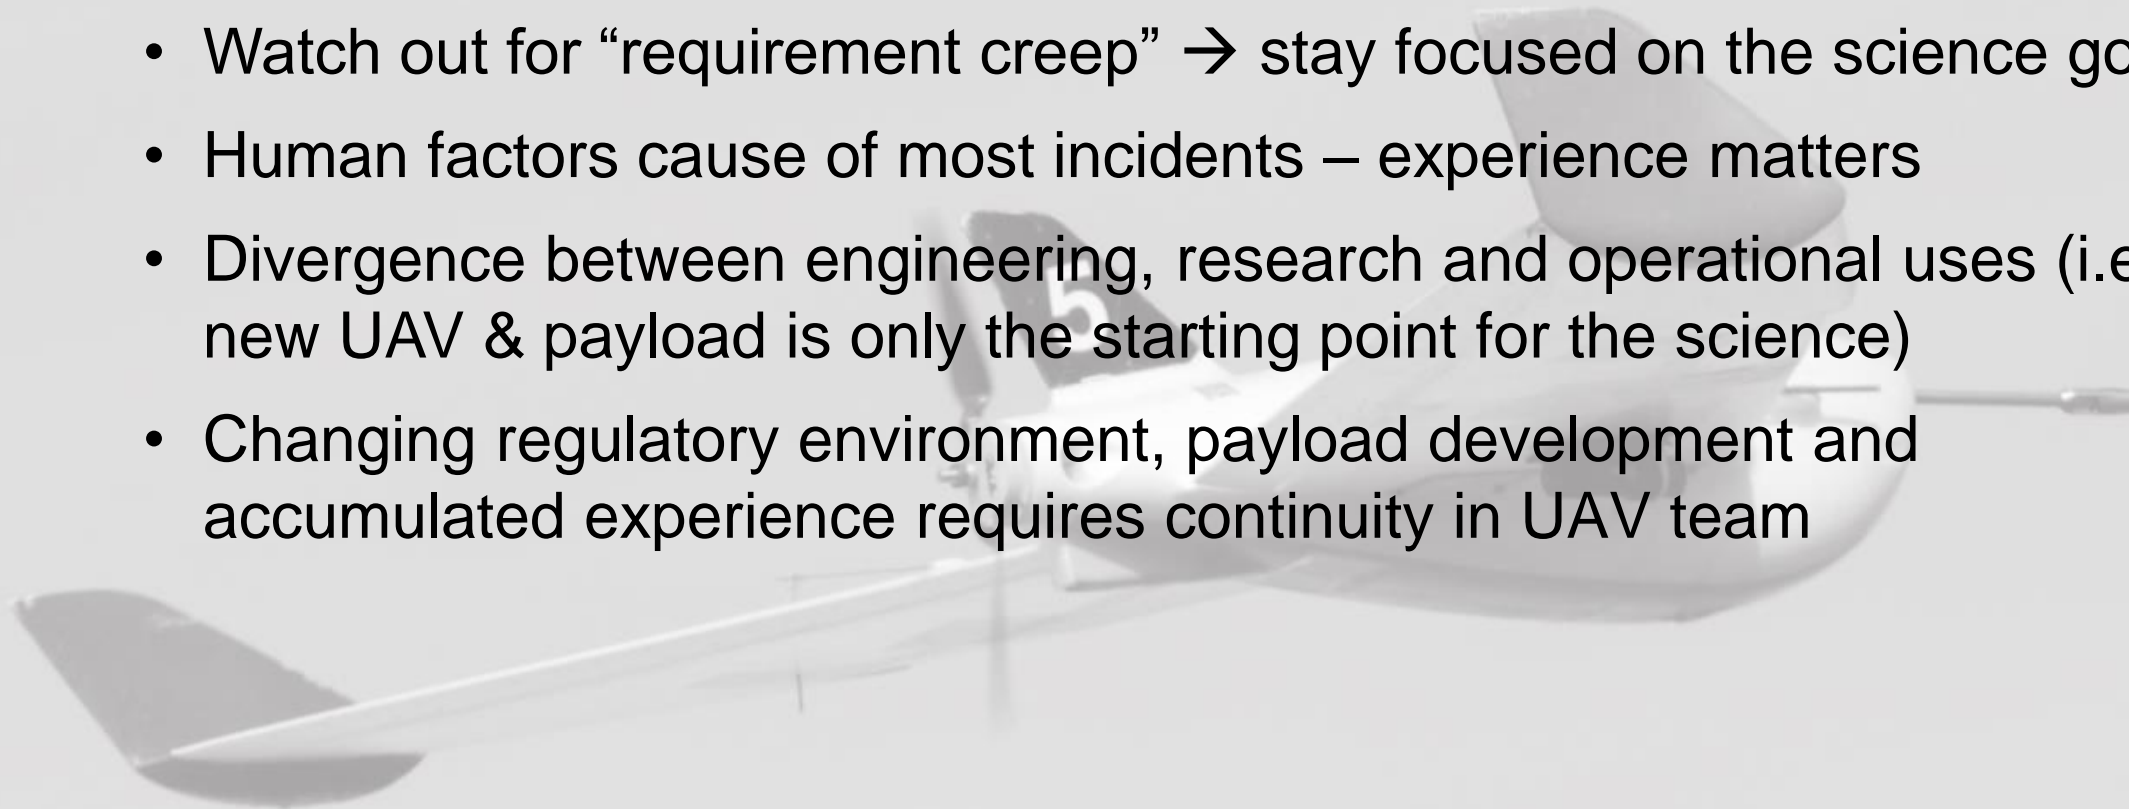 • Watch out for “requirement creep” → stay focused on the science
• Human factors cause of most incidents – experience matters
• Divergence between engineering, research and operational uses (i.e
new UAV & payload is only the starting point for the science)
• Changing regulatory environment, payload development and
accumulated experience requires continuity in UAV team
5